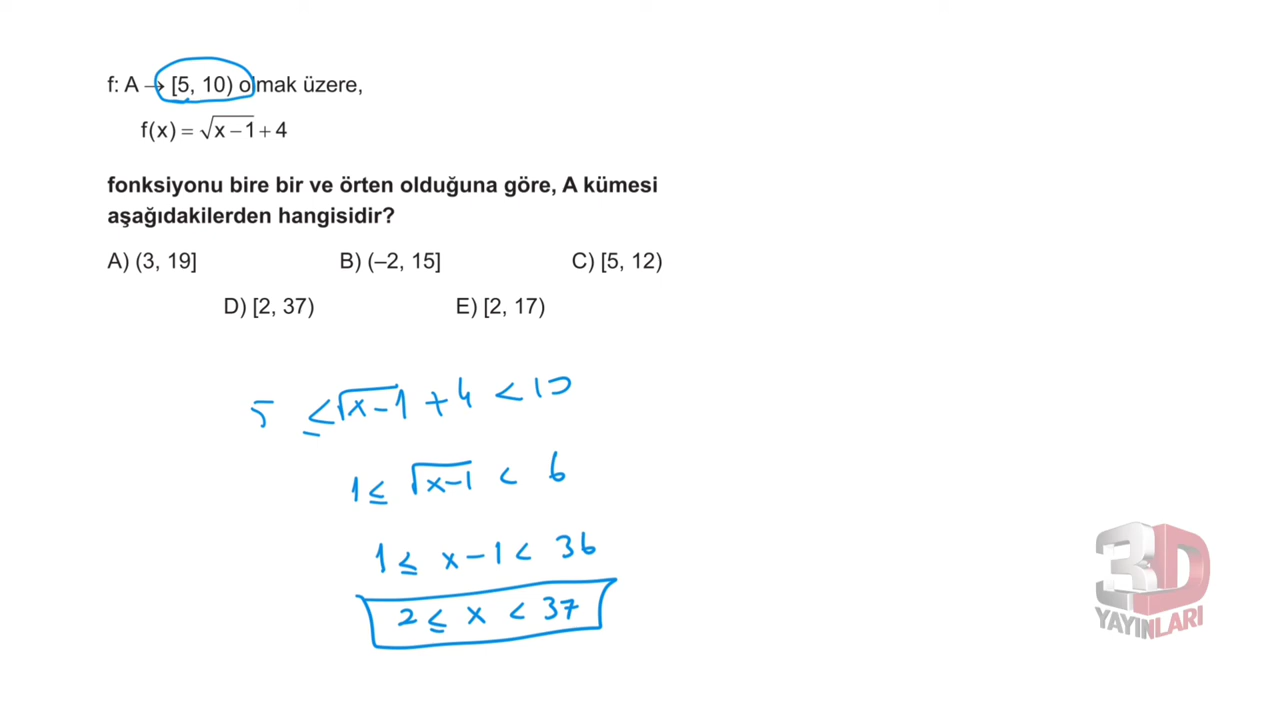 f: A → [5, 10) olmak üzere,
f(x) = √x – 1 + 4
fonksiyonu bire bir ve örten olduğuna göre, A kümesi
aşağıdakilerden hangisidir?
A) (3, 19] B) (–2, 15] C) [5, 12)
D) [2, 37) E) [2, 17)
5 ≤ √x-1 + 4 < 10
1 ≤ √x-1 < 6
1 ≤ x-1 < 36
2 ≤ x < 37
3D
YAYINLARI